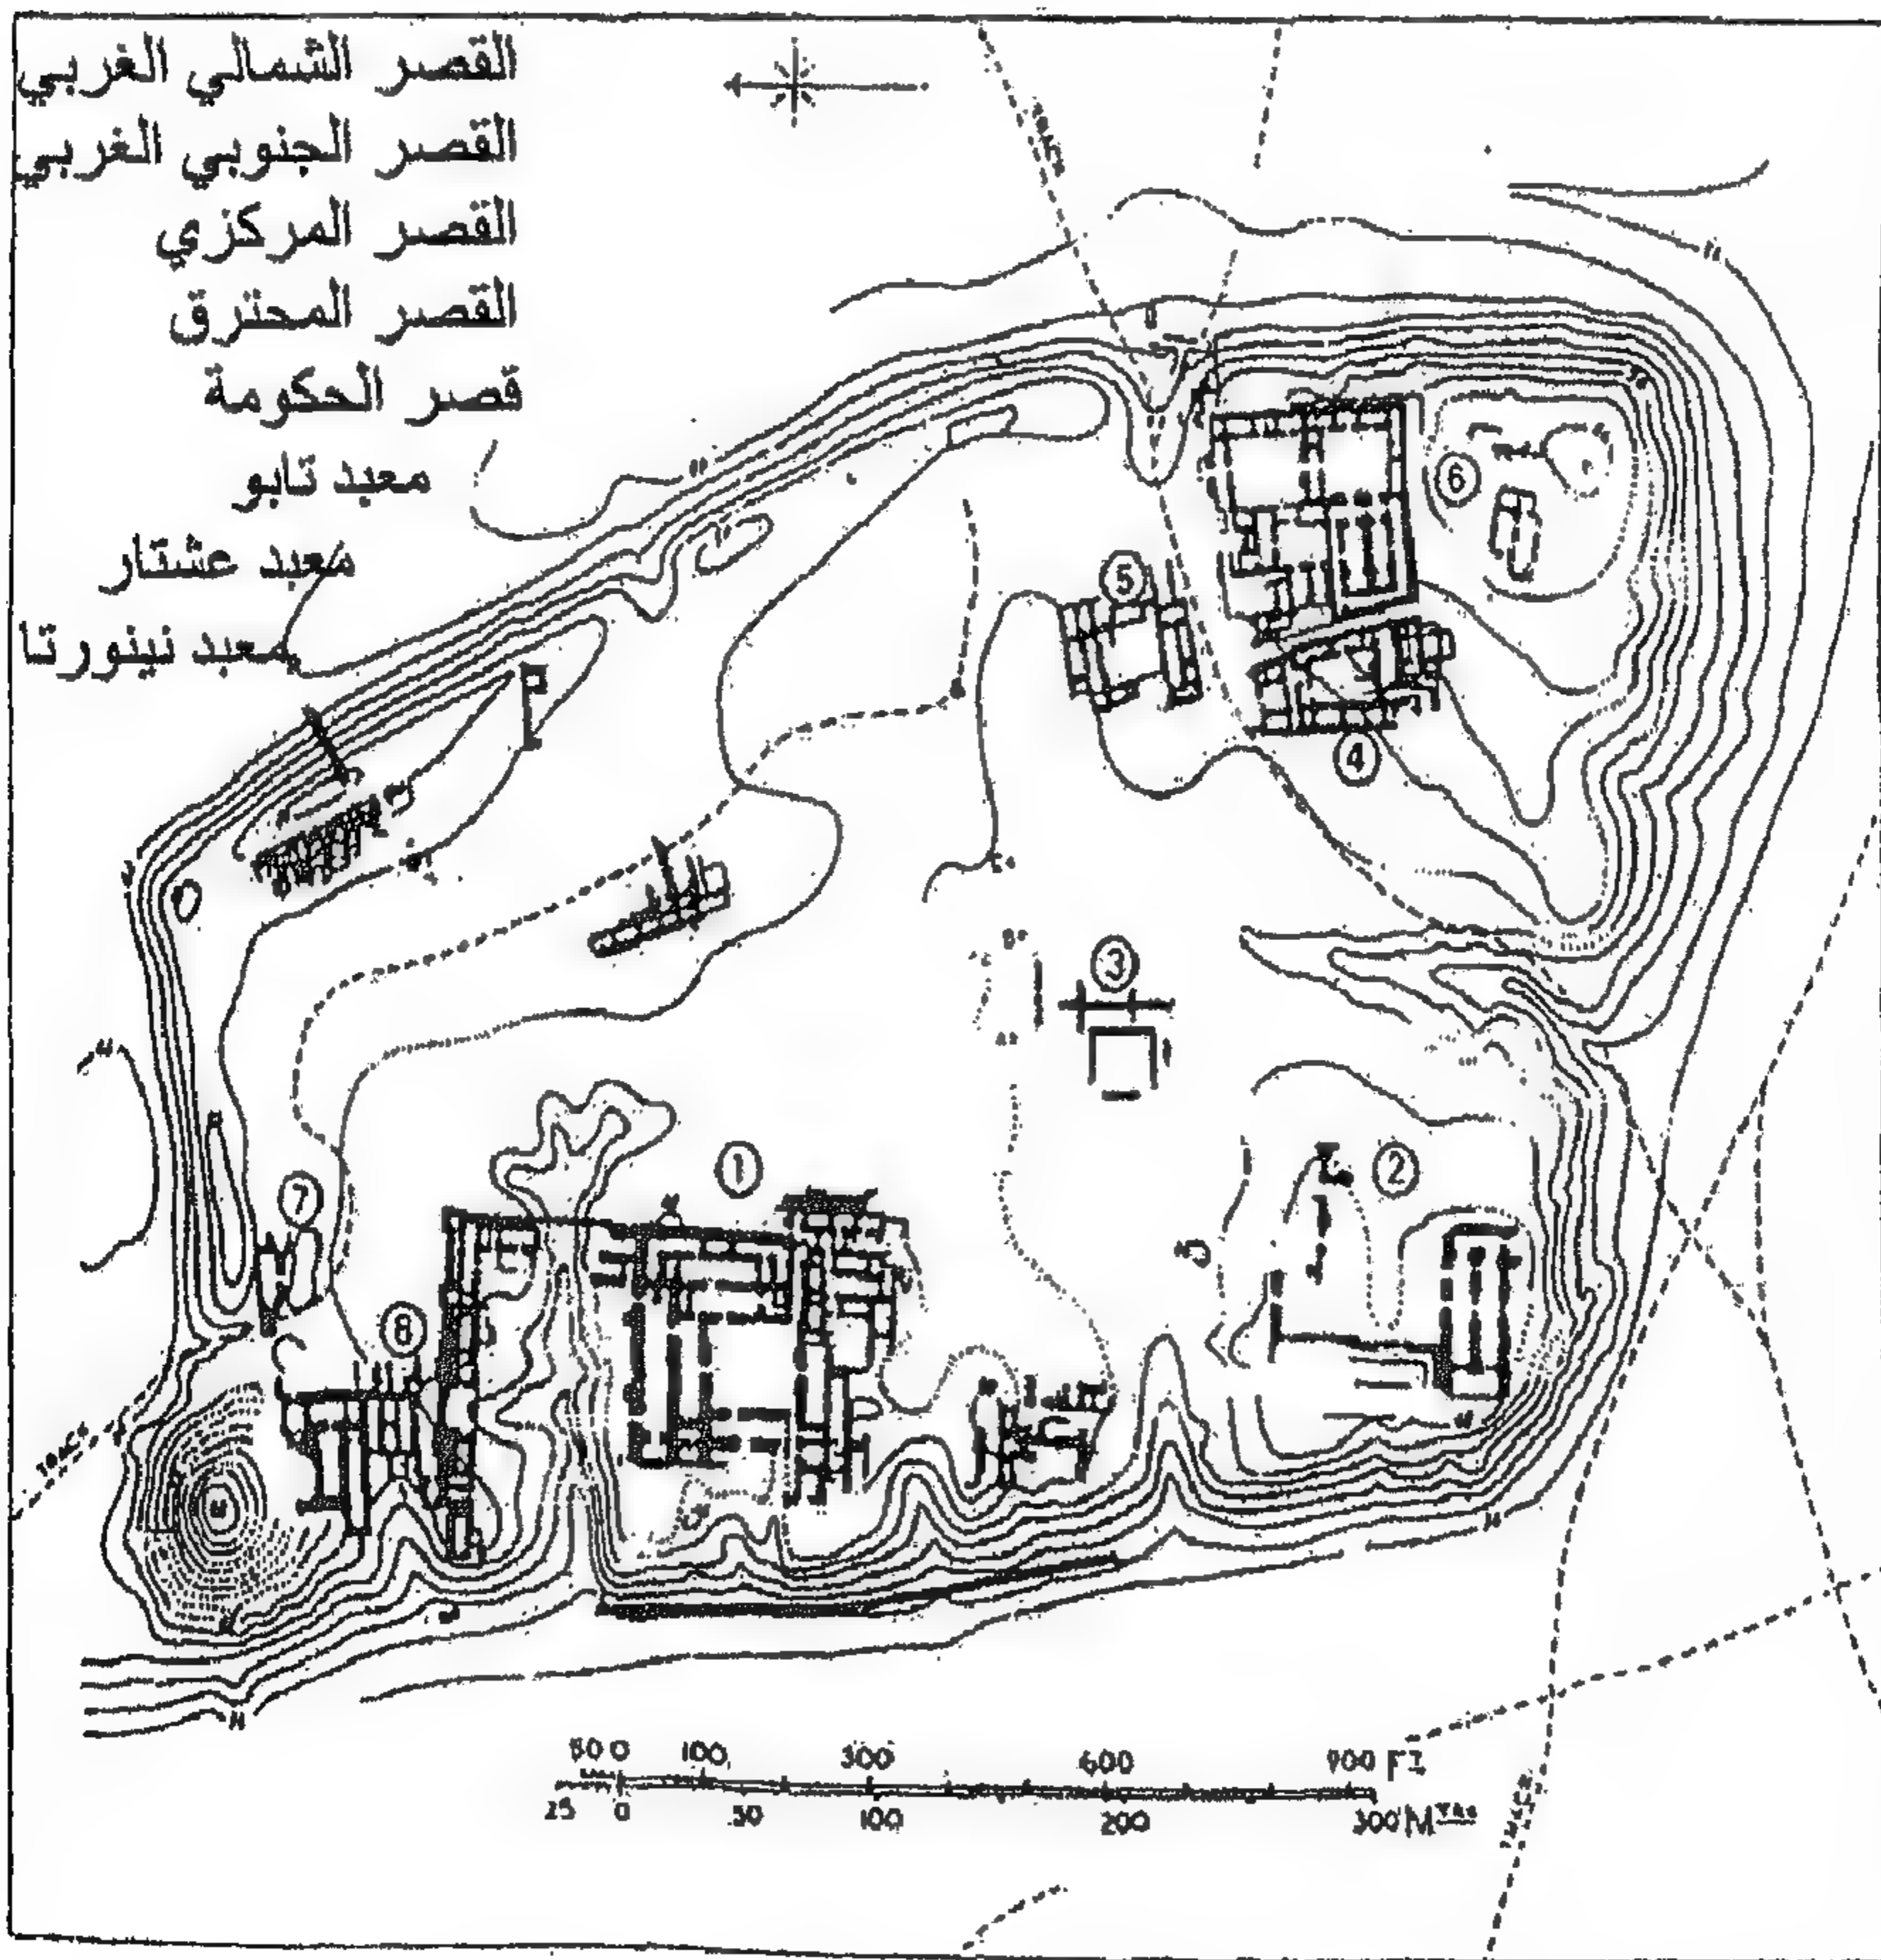 القصر الشمالي الغربي
القصر الجنوبي الغربي
القصر المركزي
القصر المحترق
قصر الحكومة
معبد تابو
معبد عشتار
معبد نينورتا
6
5
4
3
1
2
7
8
TRACK
50 0 100 300 600 900 FT
25 0 50 100 200 300 M